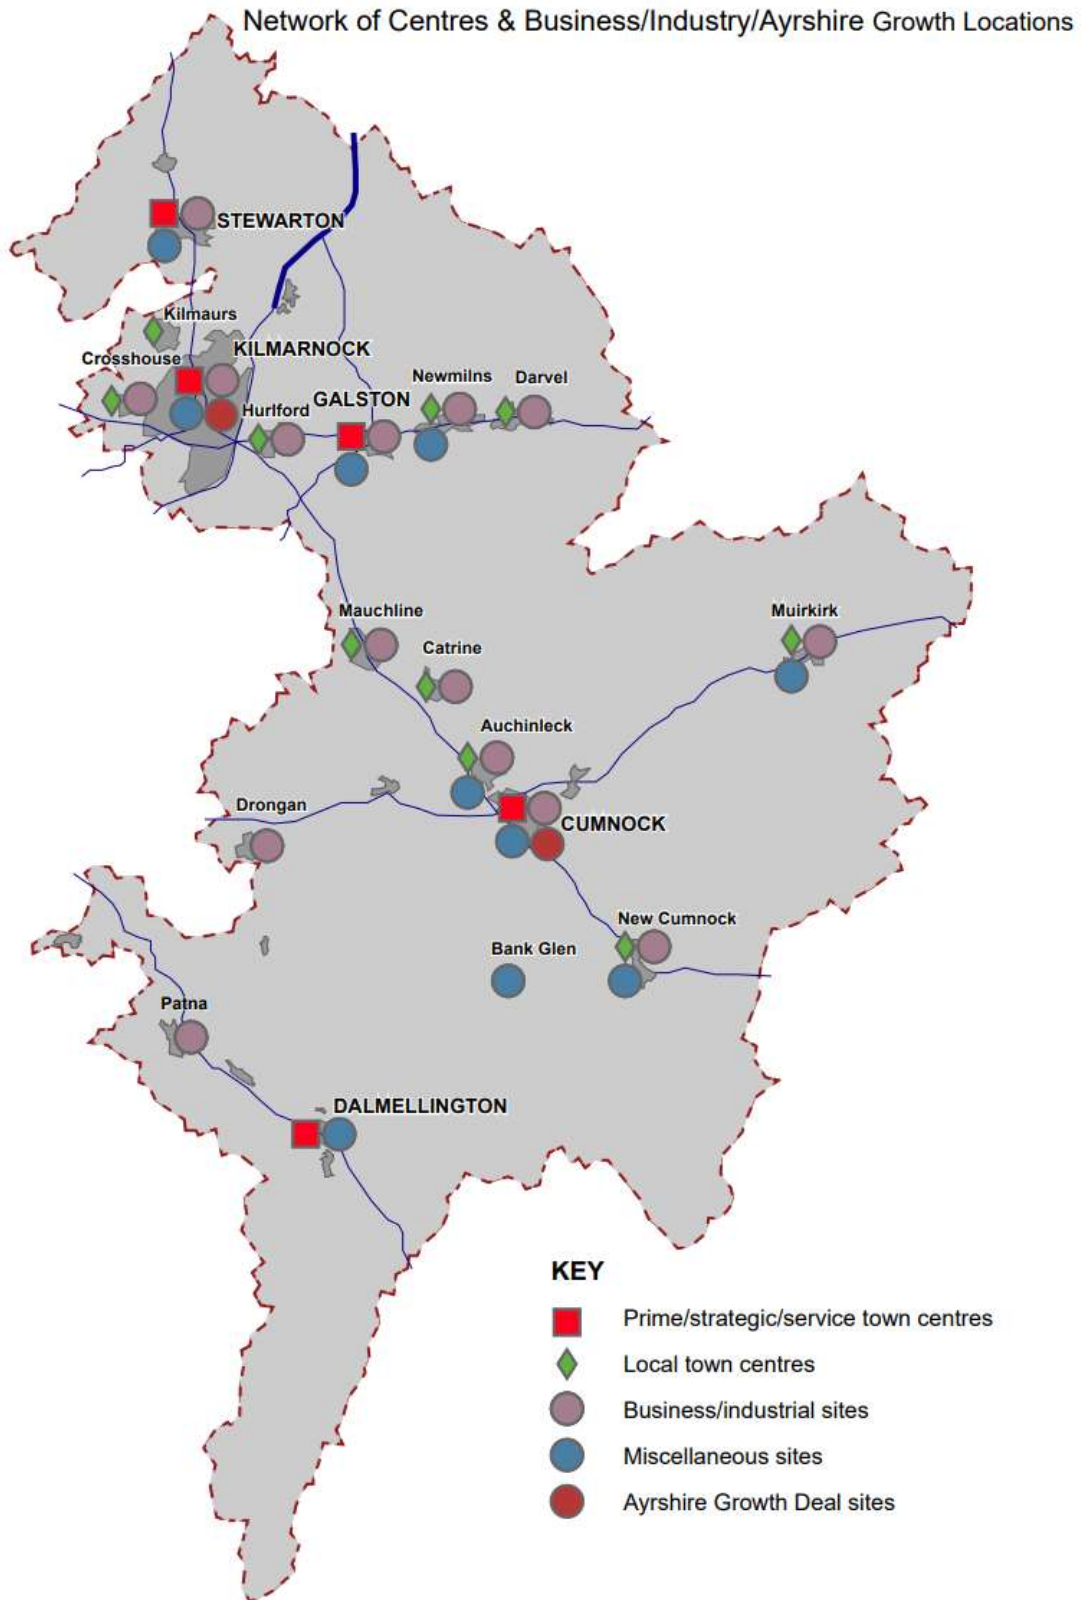 Network of Centres & Business/Industry/Ayrshire Growth Locations
STEWARTON
Kilmaurs
KILMARNOCK
Crosshouse
Newmilns
Darvel
GALSTON
Hurlford
Mauchline
Muirkirk
Catrine
Auchinleck
Drongan
CUMNOCK
New Cumnock
Bank Glen
Patna
DALMELLINGTON
KEY
Prime/strategic/service town centres
Local town centres
Business/industrial sites
Miscellaneous sites
Ayrshire Growth Deal sites